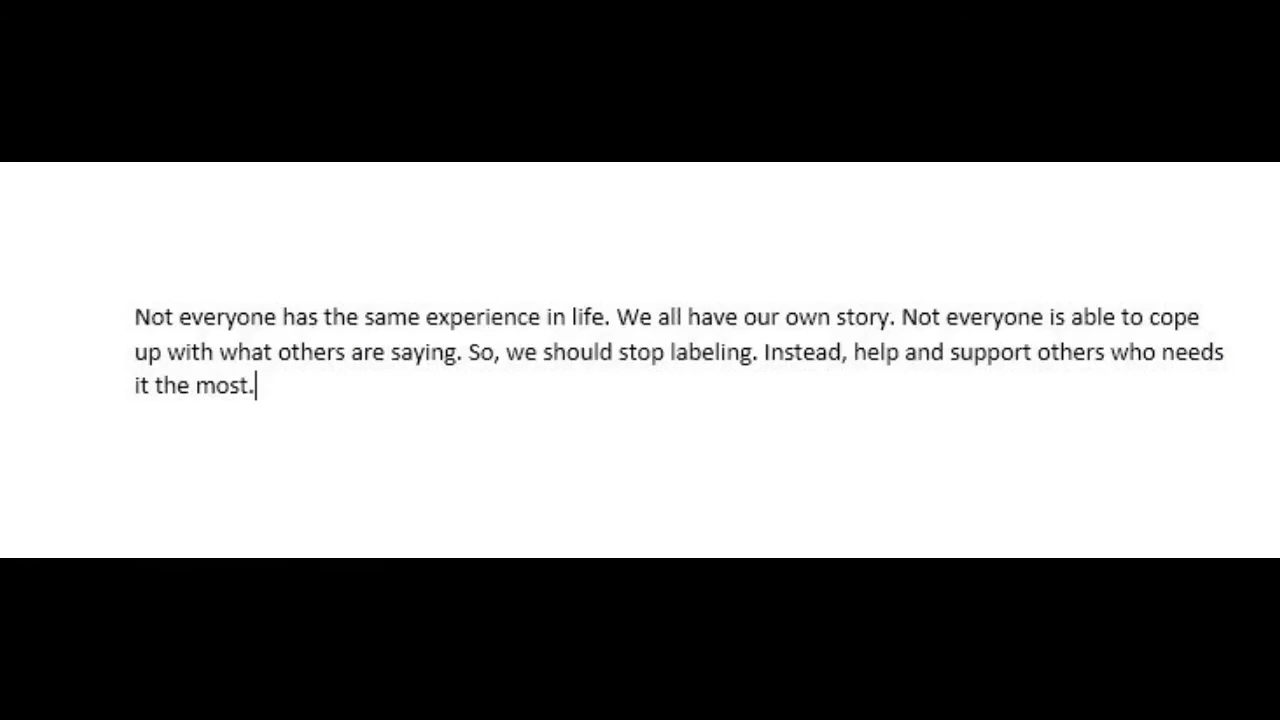 Not everyone has the same experience in life. We all have our own story. Not everyone is able to cope
up with what others are saying. So, we should stop labeling. Instead, help and support others who needs
it the most.